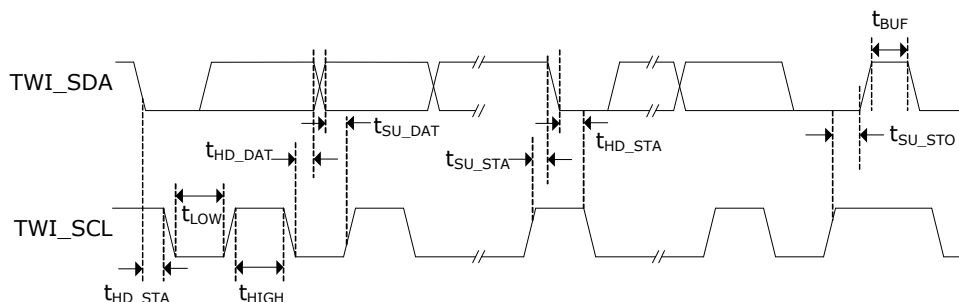 tBUF
TWI_SDA
tSU_DAT
tHD_DAT
tSU_STA
tHD_STA
tSU_STO
TWI_SCL
tLOW
tHD_STA
tHIGH